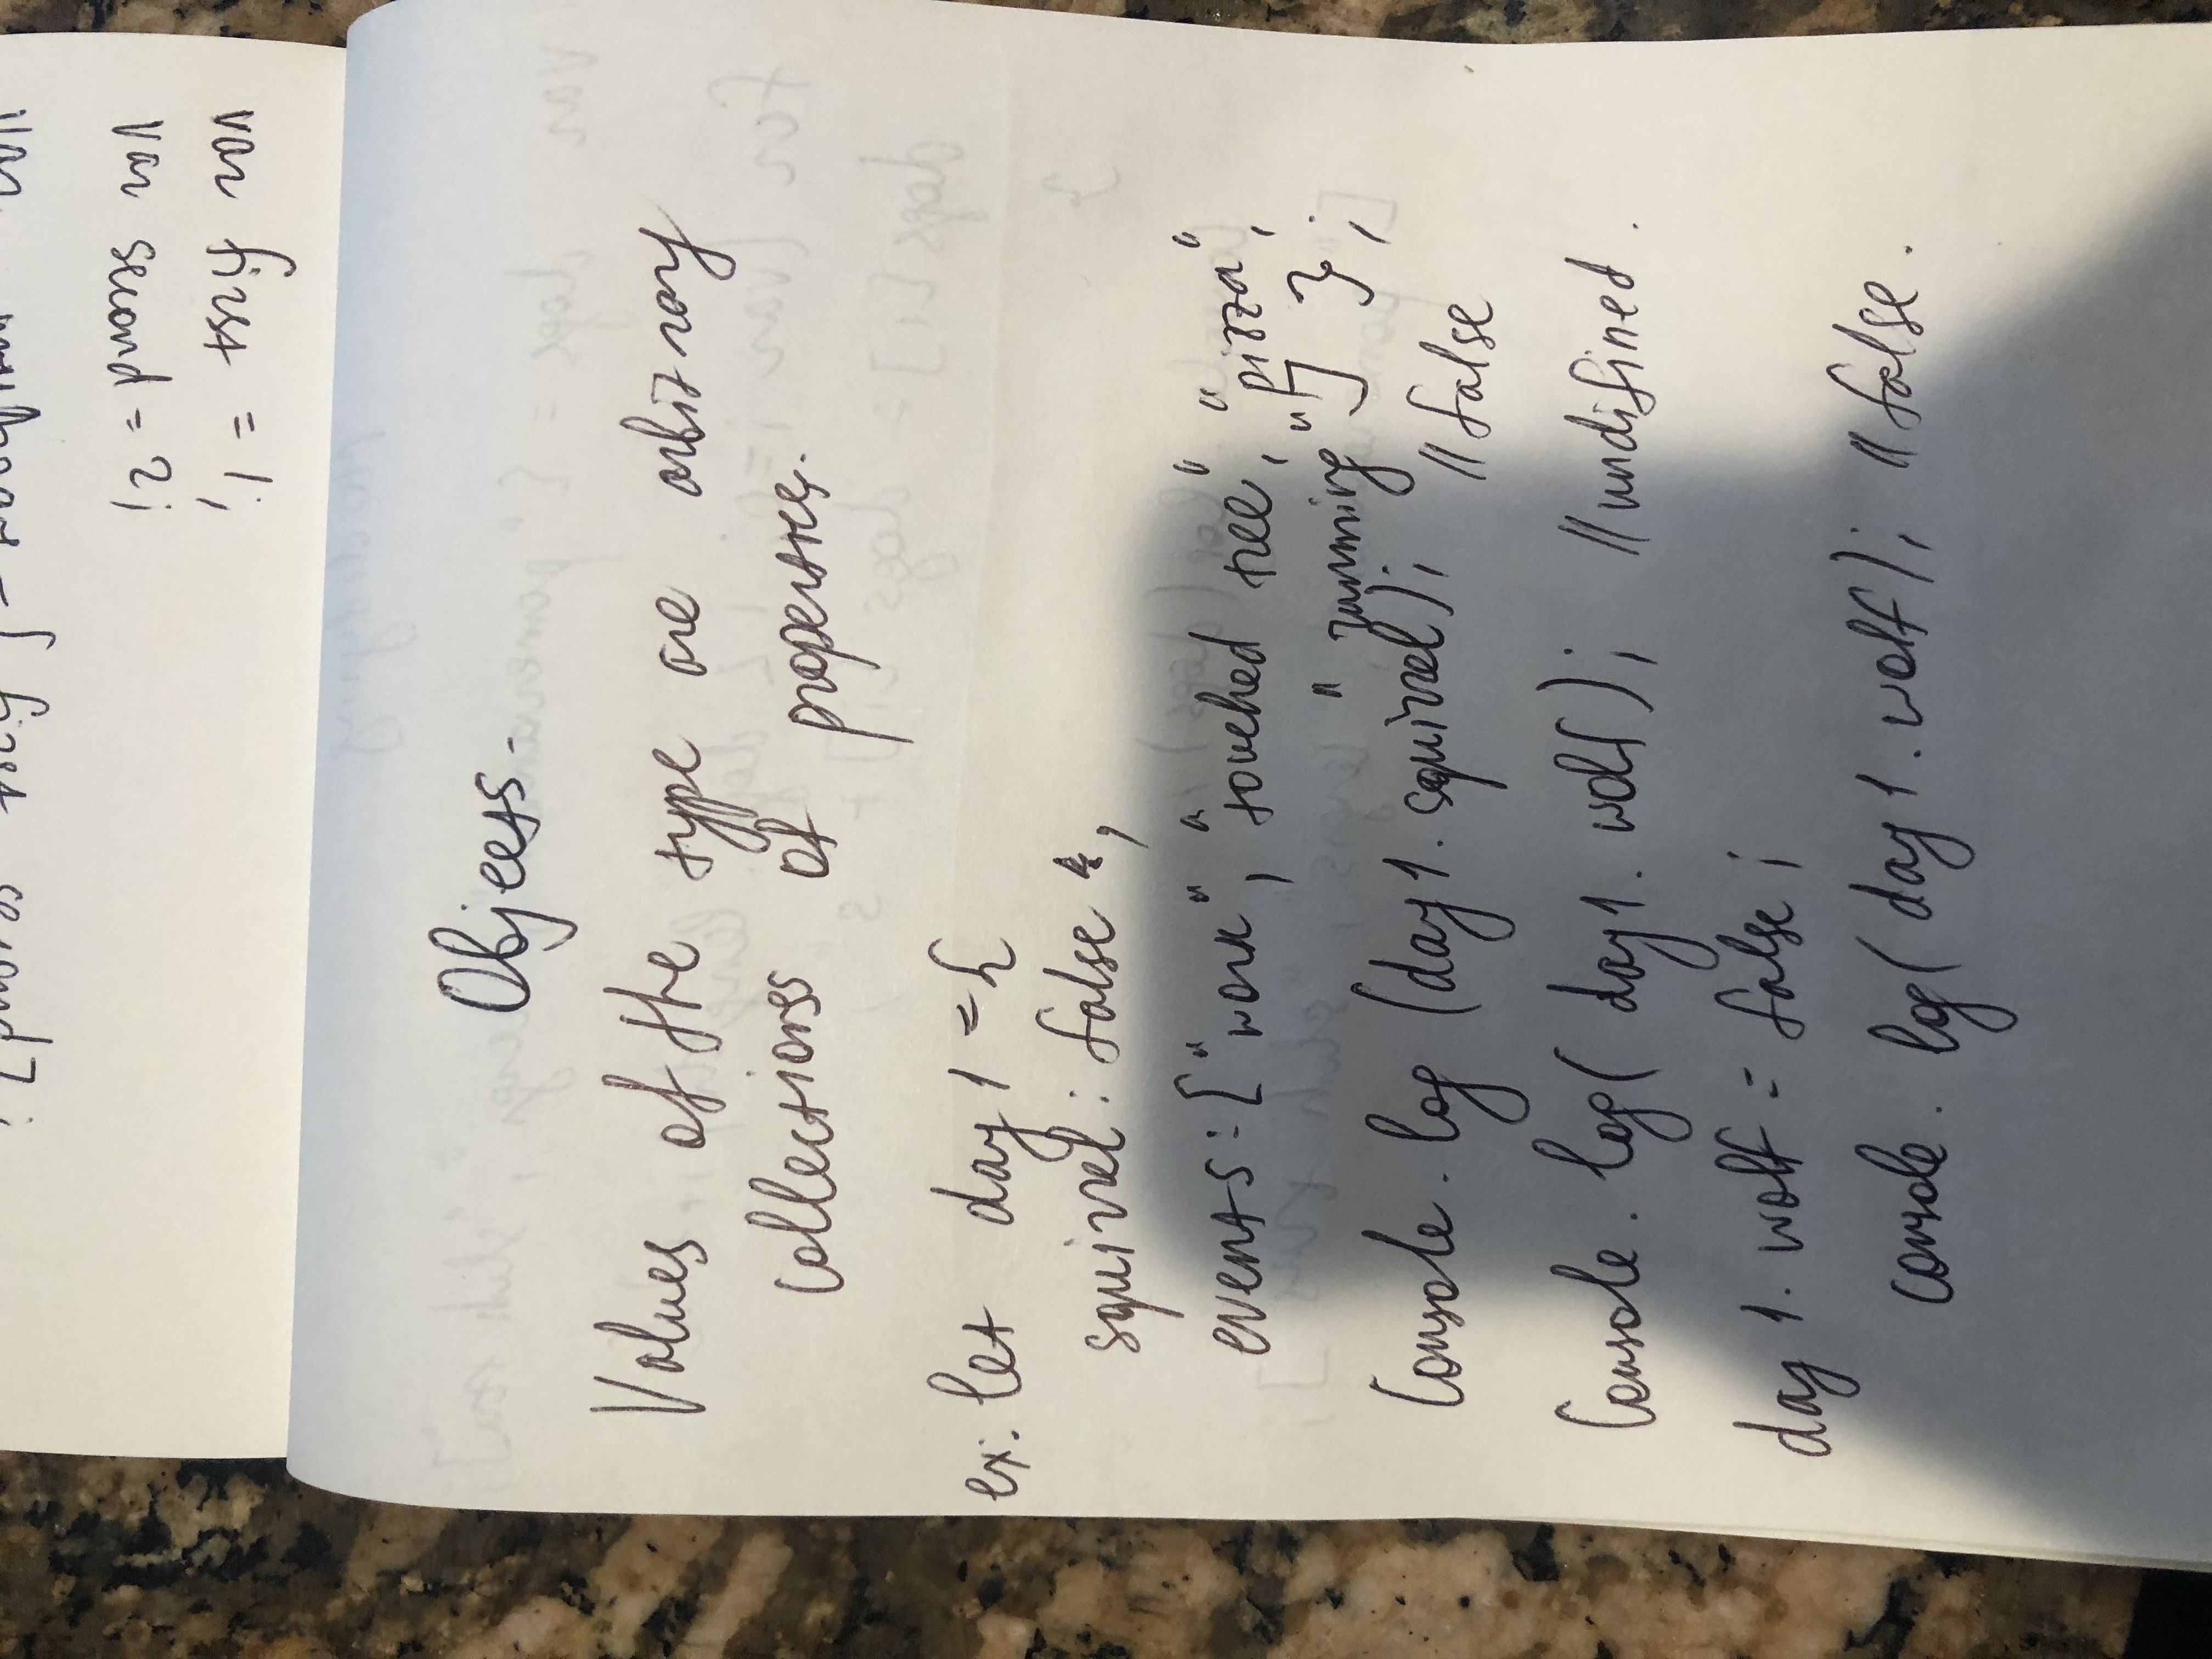 var second = 2;
var first = 1;
Objects.
Values of the type are arbitrary
collections of properties.
ex: let day1 = {
squirrel: false ,
events: ["work", "touched tree", "pizza",
"running"] };
Console.log (day1.squirrel); //false
Console.log( day1.wolf); //undifined.
day1.wolf = false;
console.log( day1.wolf); //false.